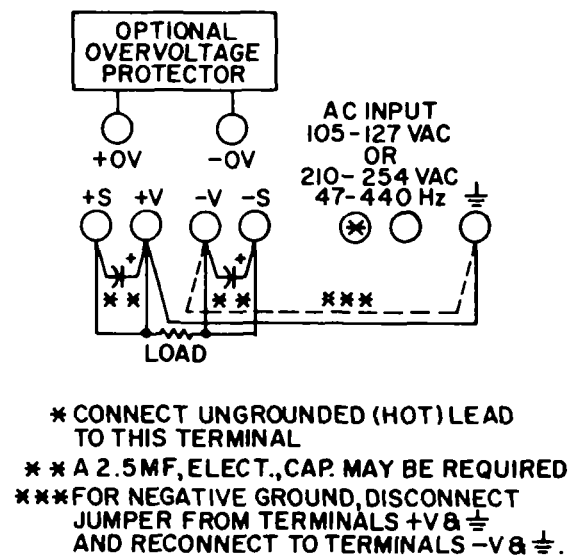 OPTIONAL
OVERVOLTAGE
PROTECTOR
+0V -0V
AC INPUT
105-127 VAC
OR
210-254 VAC
47-440 Hz ⏚
+S +V -V -S
*
+ +
** ** ***
LOAD
* CONNECT UNGROUNDED (HOT) LEAD
TO THIS TERMINAL
** A 2.5MF, ELECT., CAP. MAY BE REQUIRED
***FOR NEGATIVE GROUND, DISCONNECT
JUMPER FROM TERMINALS +V & ⏚
AND RECONNECT TO TERMINALS -V & ⏚.